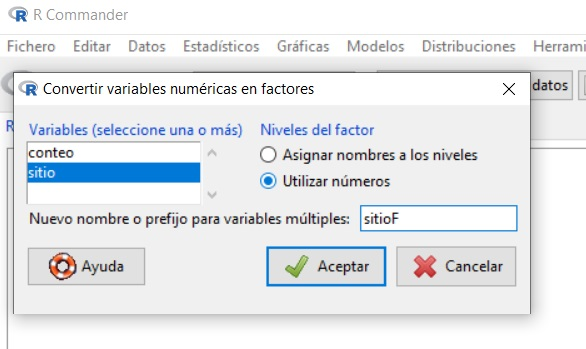 R Commander
Fichero Editar Datos Estadísticos Gráficas Modelos Distribuciones Herrami
datos
R
Convertir variables numéricas en factores
Variables (seleccione una o más)
conteo
sitio
Niveles del factor
Asignar nombres a los niveles
Utilizar números
Nuevo nombre o prefijo para variables múltiples: sitioF
Ayuda Aceptar Cancelar